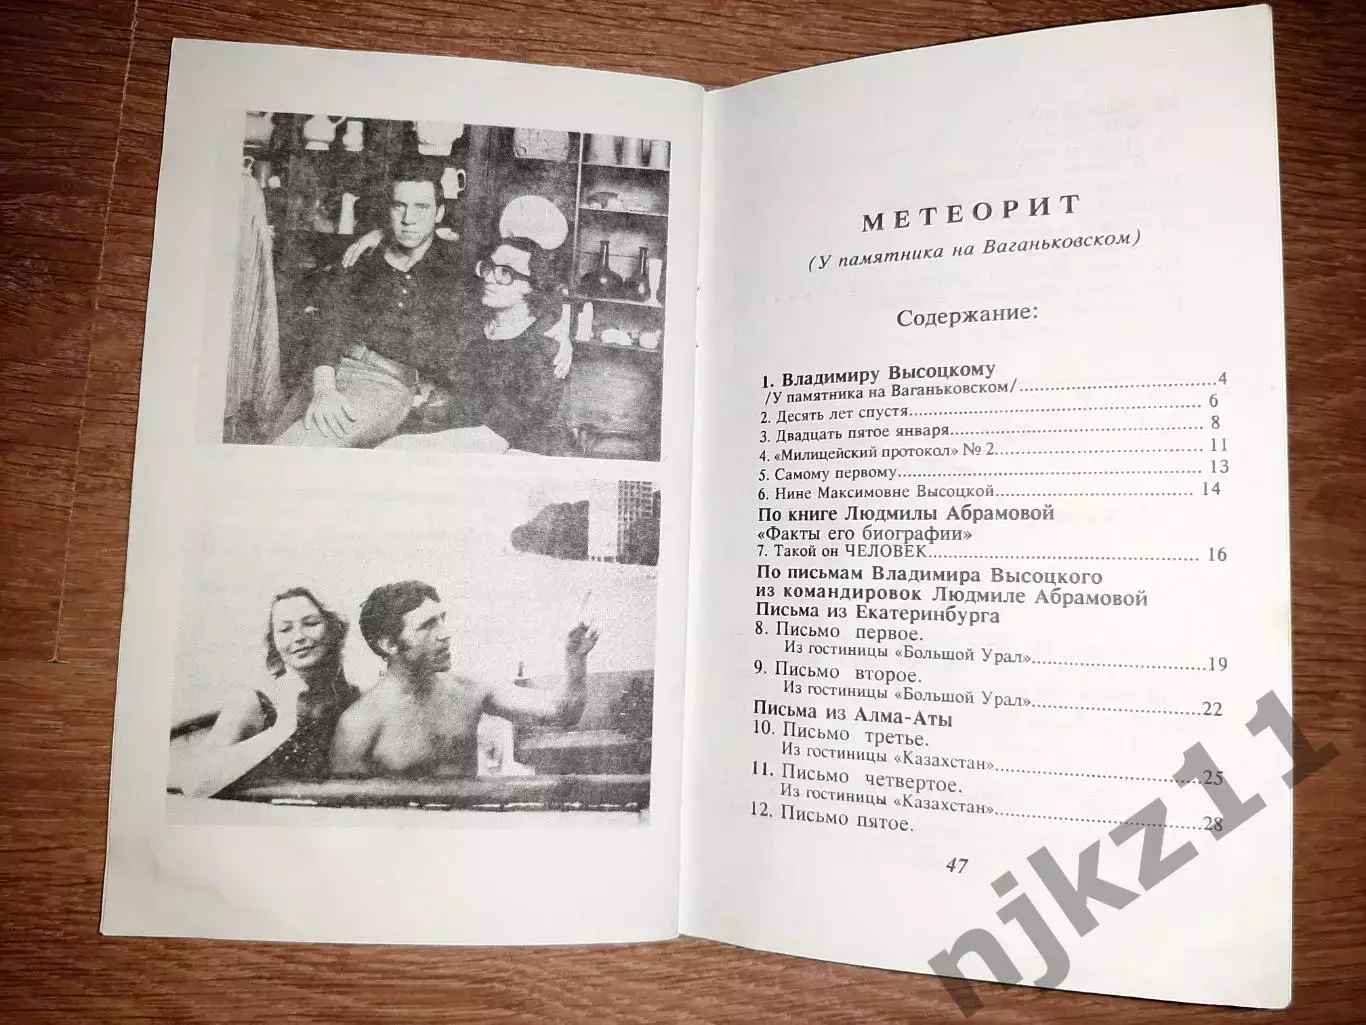 МЕТЕОРИТ
(У памятника на Ваганьковском)
Содержание:
1. Владимиру Высоцкому
/У памятника на Ваганьковском/.....4
2. Десять лет спустя.....6
3. Двадцать пятое января.....8
4. «Милицейский протокол» № 2.....11
5. Самому первому.....13
6. Нине Максимовне Высоцкой.....14
По книге Людмилы Абрамовой
«Факты его биографии»
7. Такой он ЧЕЛОВЕК.....16
По письмам Владимира Высоцкого
из командировок Людмиле Абрамовой
Письма из Екатеринбурга
8. Письмо первое.
Из гостиницы «Большой Урал».....19
9. Письмо второе.
Из гостиницы «Большой Урал».....22
Письма из Алма-Аты
10. Письмо третье.
Из гостиницы «Казахстан».....25
11. Письмо четвертое.
Из гостиницы «Казахстан».....28
12. Письмо пятое.
47
njkz11